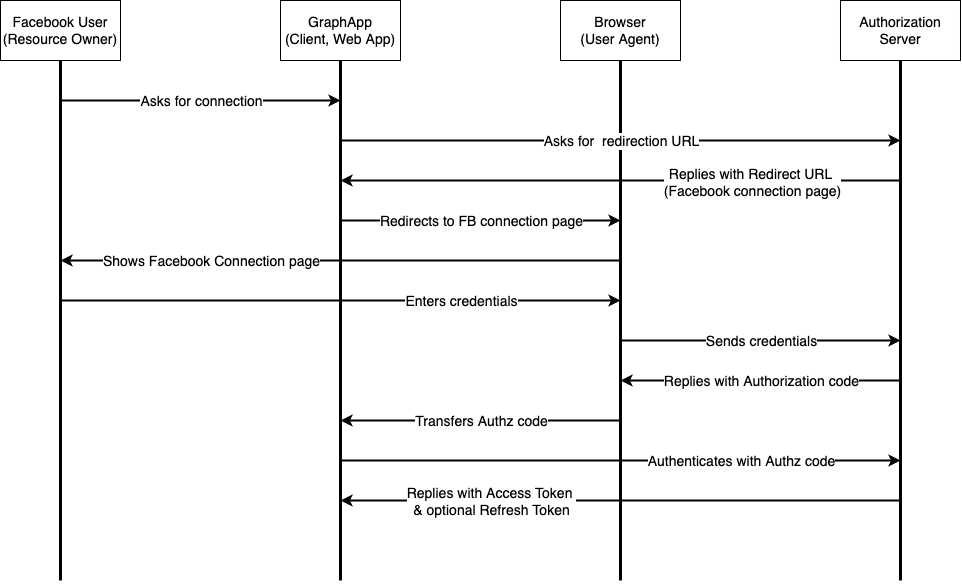 Facebook User
(Resource Owner)
GraphApp
(Client, Web App)
Browser
(User Agent)
Authorization
Server
Asks for connection
Asks for  redirection URL
Replies with Redirect URL
(Facebook connection page)
Redirects to FB connection page
Shows Facebook Connection page
Enters credentials
Sends credentials
Replies with Authorization code
Transfers Authz code
Authenticates with Authz code
Replies with Access Token
& optional Refresh Token